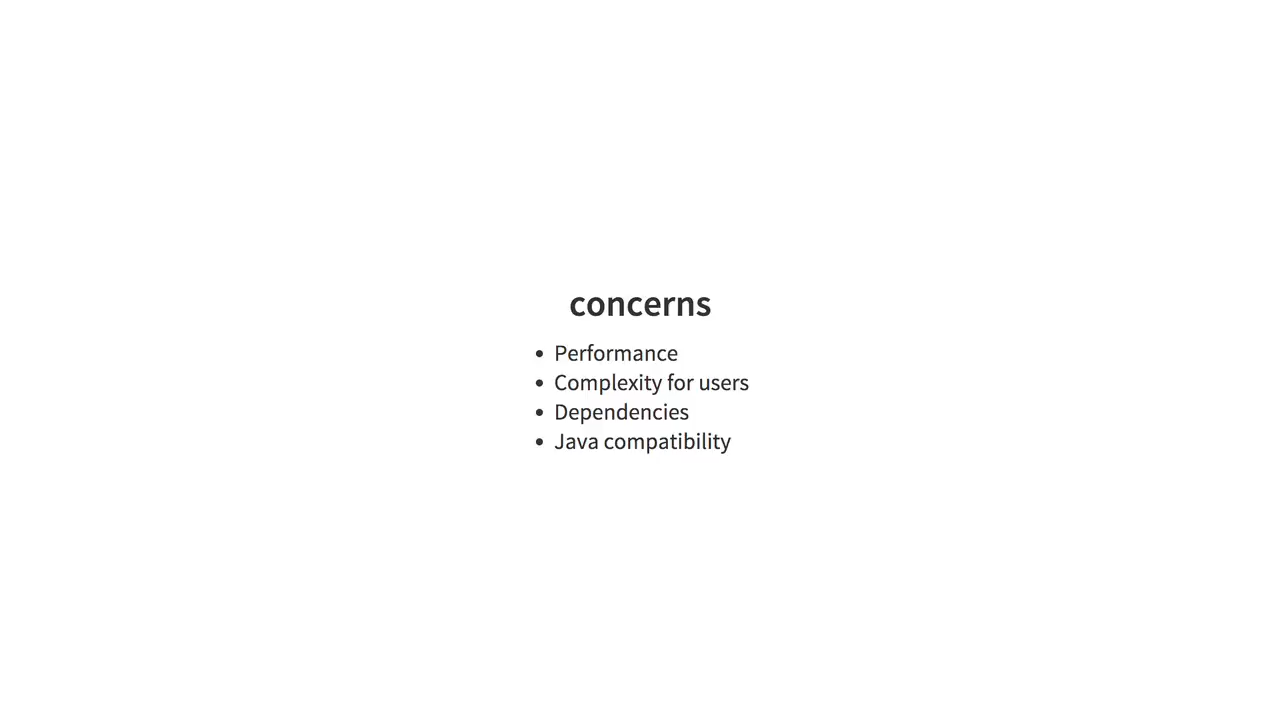 concerns
• Performance
• Complexity for users
• Dependencies
• Java compatibility